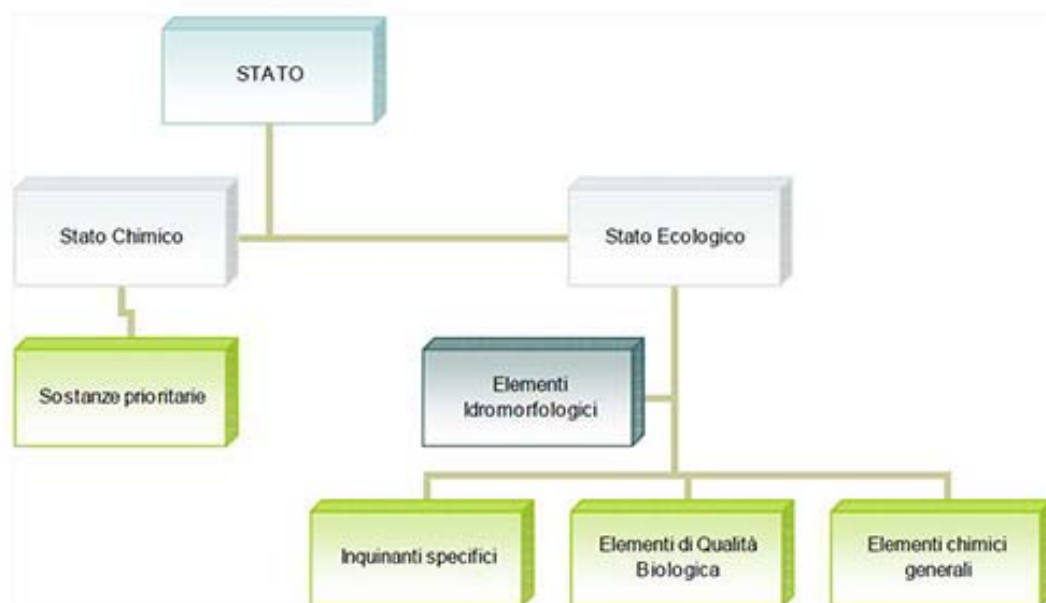 STATO
Stato Chimico
Stato Ecologico
Sostanze prioritarie
Elementi
Idromorfologici
Inquinanti specifici
Elementi di Qualità
Biologica
Elementi chimici
generali